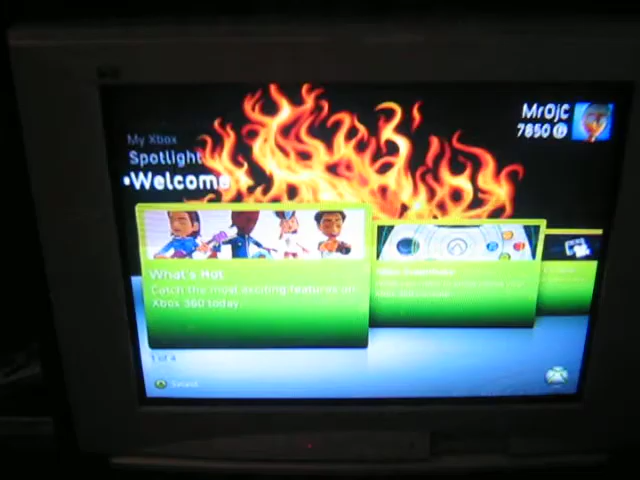 MrOjC
7850 G
My Xbox
Spotlight
•Welcome
What's Hot
Catch the most exciting features on
Xbox 360 today.
1 of 4
A Select